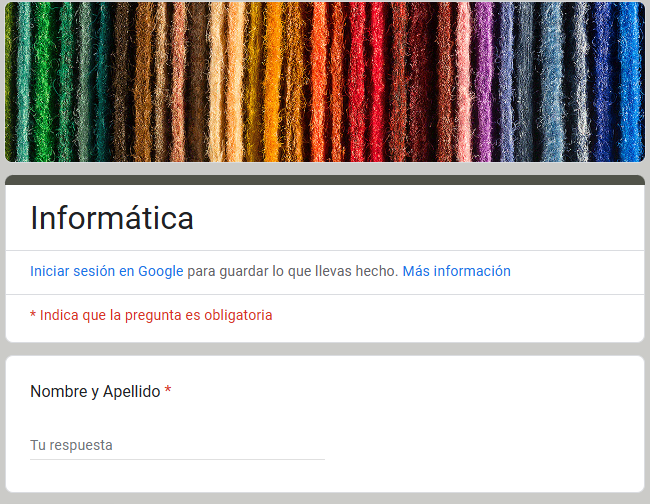 Informática
Iniciar sesión en Google para guardar lo que llevas hecho. Más información
* Indica que la pregunta es obligatoria
Nombre y Apellido *
Tu respuesta